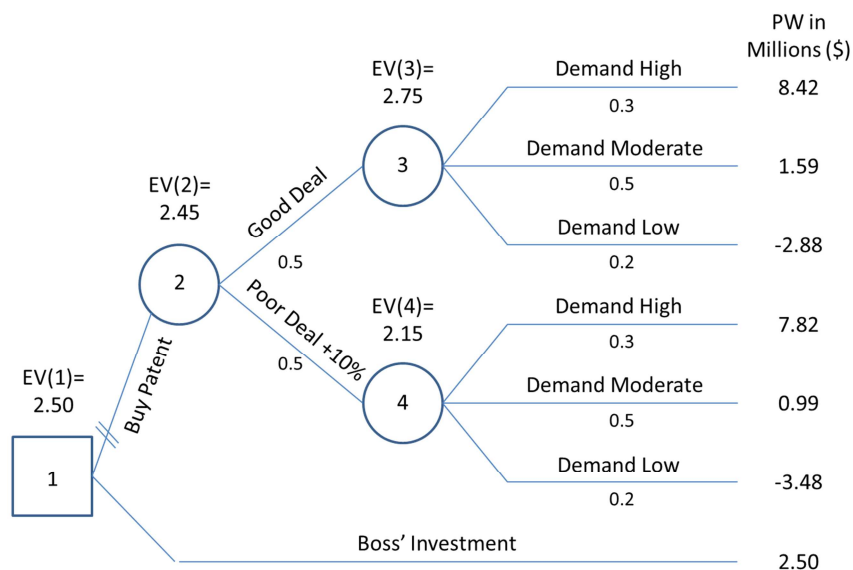 PW in
Millions ($)
EV(3)=
2.75
3
Demand High
0.3
8.42
Demand Moderate
0.5
1.59
Demand Low
0.2
-2.88
EV(2)=
2.45
2
Good Deal
0.5
Poor Deal +10%
0.5
EV(4)=
2.15
4
Demand High
0.3
7.82
Demand Moderate
0.5
0.99
Demand Low
0.2
-3.48
EV(1)=
2.50
1
Buy Patent
Boss’ Investment
2.50